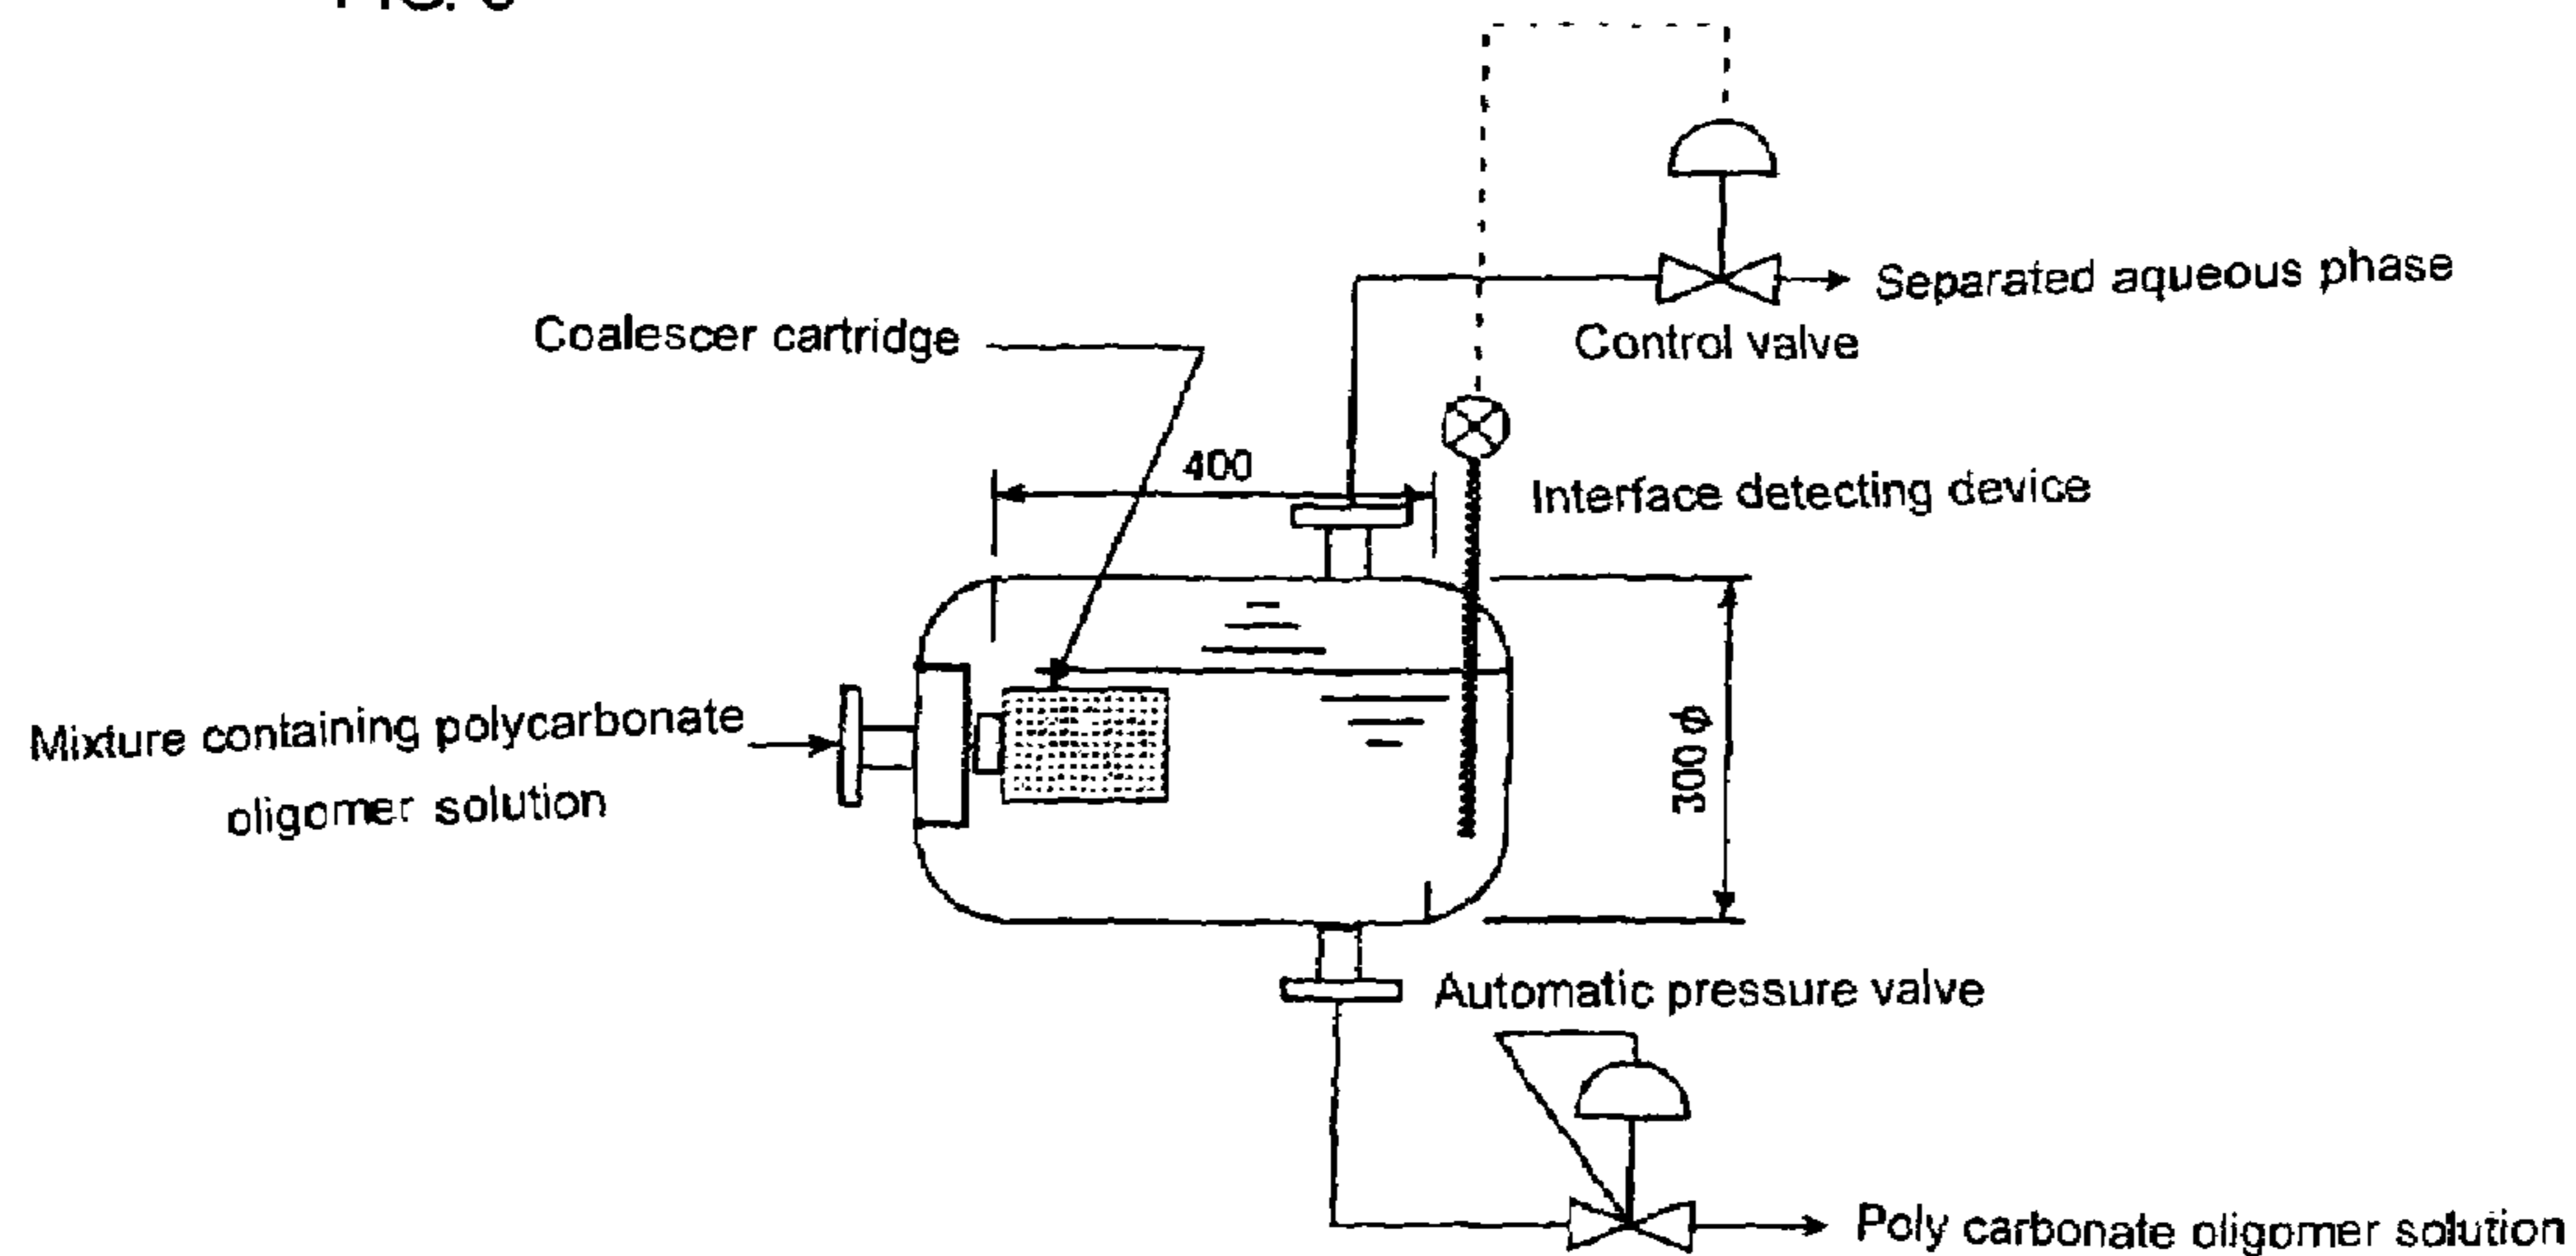 Separated aqueous phase
Control valve
Coalescer cartridge
400
Interface detecting device
Mixture containing polycarbonate
oligomer solution
300 φ
Automatic pressure valve
Poly carbonate oligomer solution